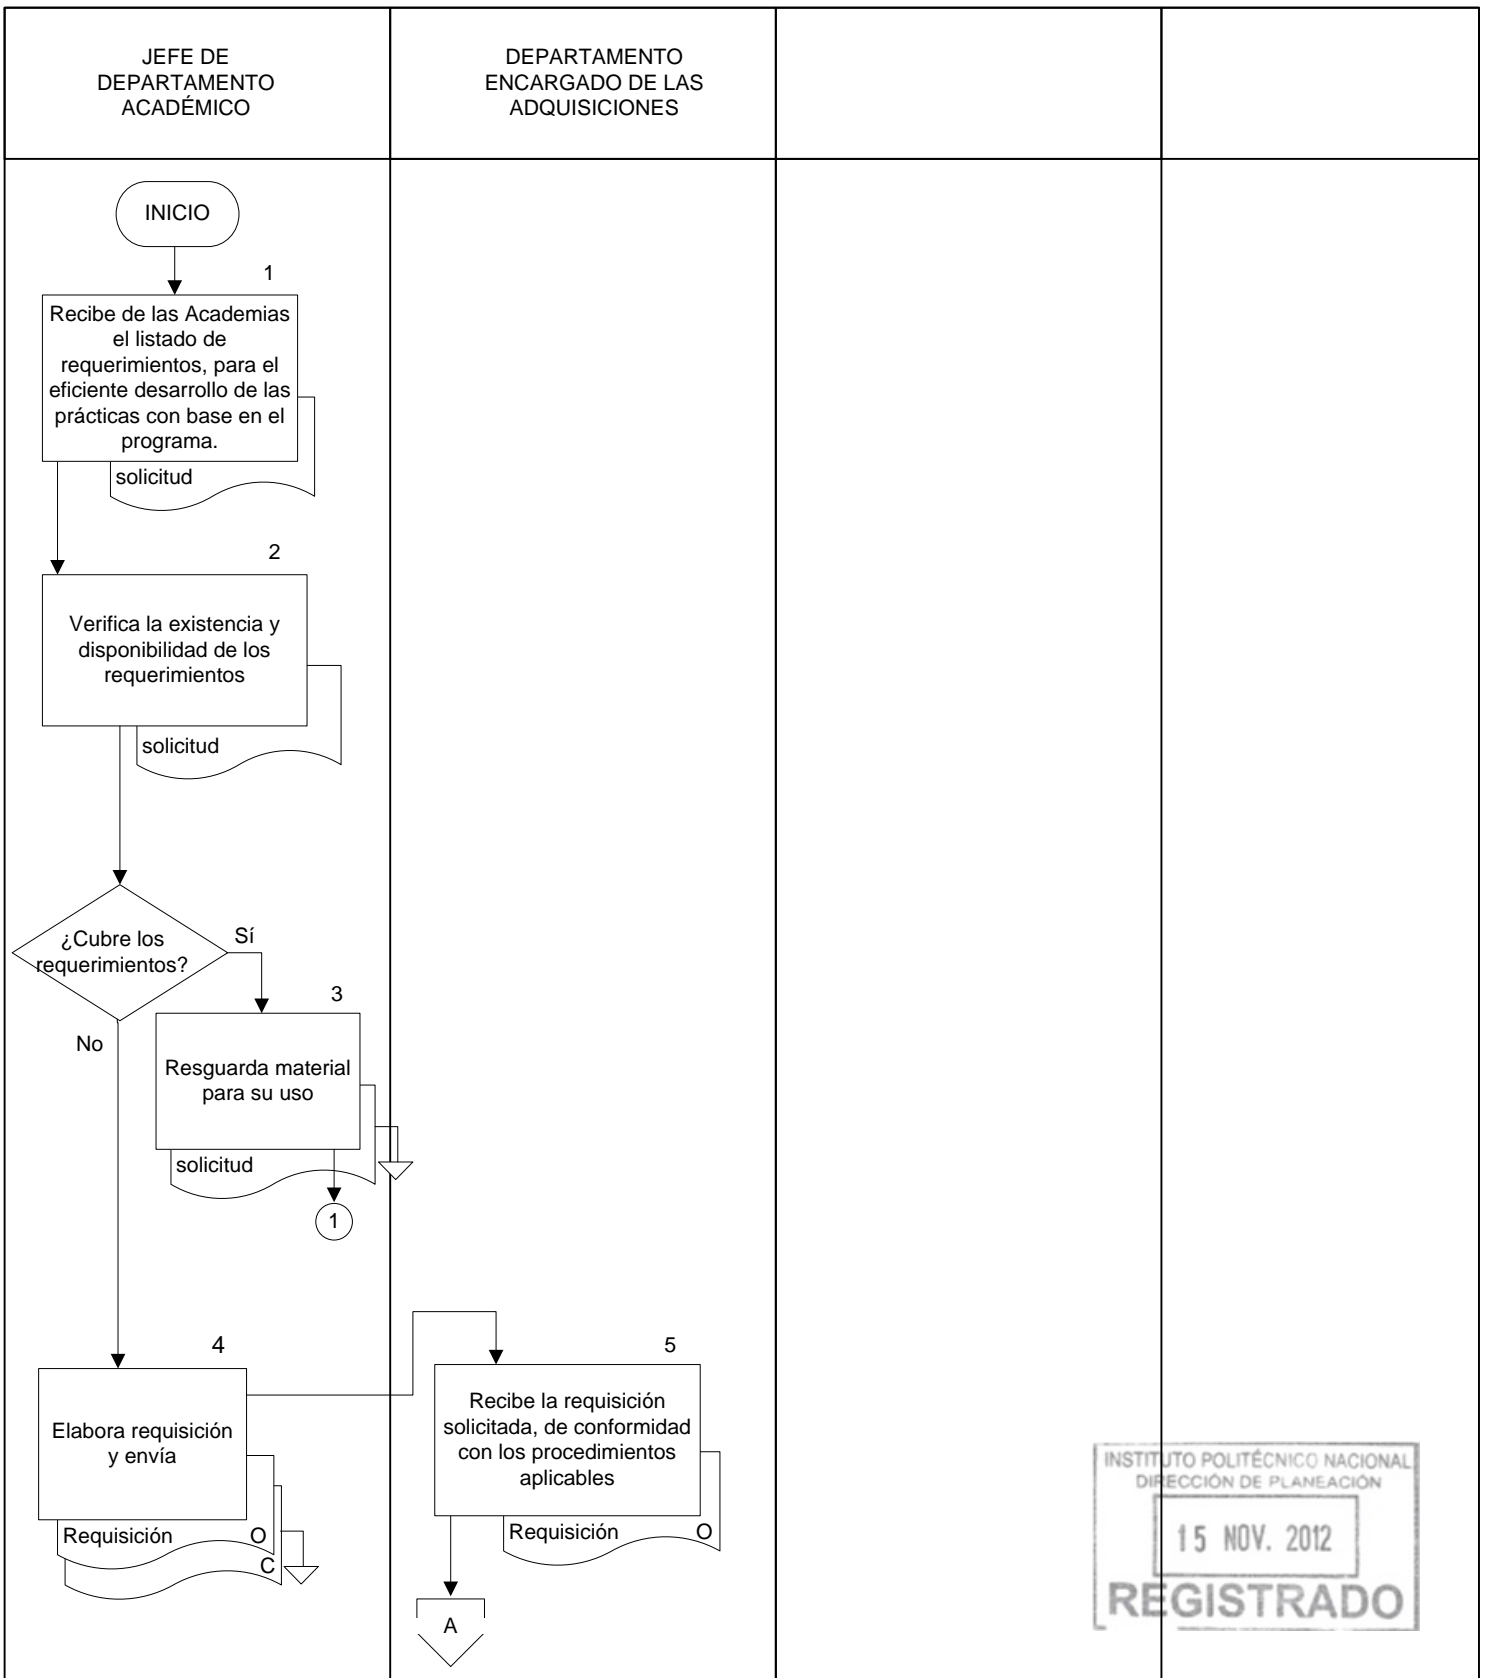 JEFE DE
DEPARTAMENTO
ACADÉMICO
DEPARTAMENTO
ENCARGADO DE LAS
ADQUISICIONES
INICIO
1
Recibe de las Academias
el listado de
requerimientos, para el
eficiente desarrollo de las
prácticas con base en el
programa.
solicitud
2
Verifica la existencia y
disponibilidad de los
requerimientos
solicitud
¿Cubre los
requerimientos?
Sí
No
3
Resguarda material
para su uso
solicitud
1
4
Elabora requisición
y envía
Requisición O
C
5
Recibe la requisición
solicitada, de conformidad
con los procedimientos
aplicables
Requisición O
A
INSTITUTO POLITÉCNICO NACIONAL
DIRECCIÓN DE PLANEACIÓN
15 NOV. 2012
REGISTRADO